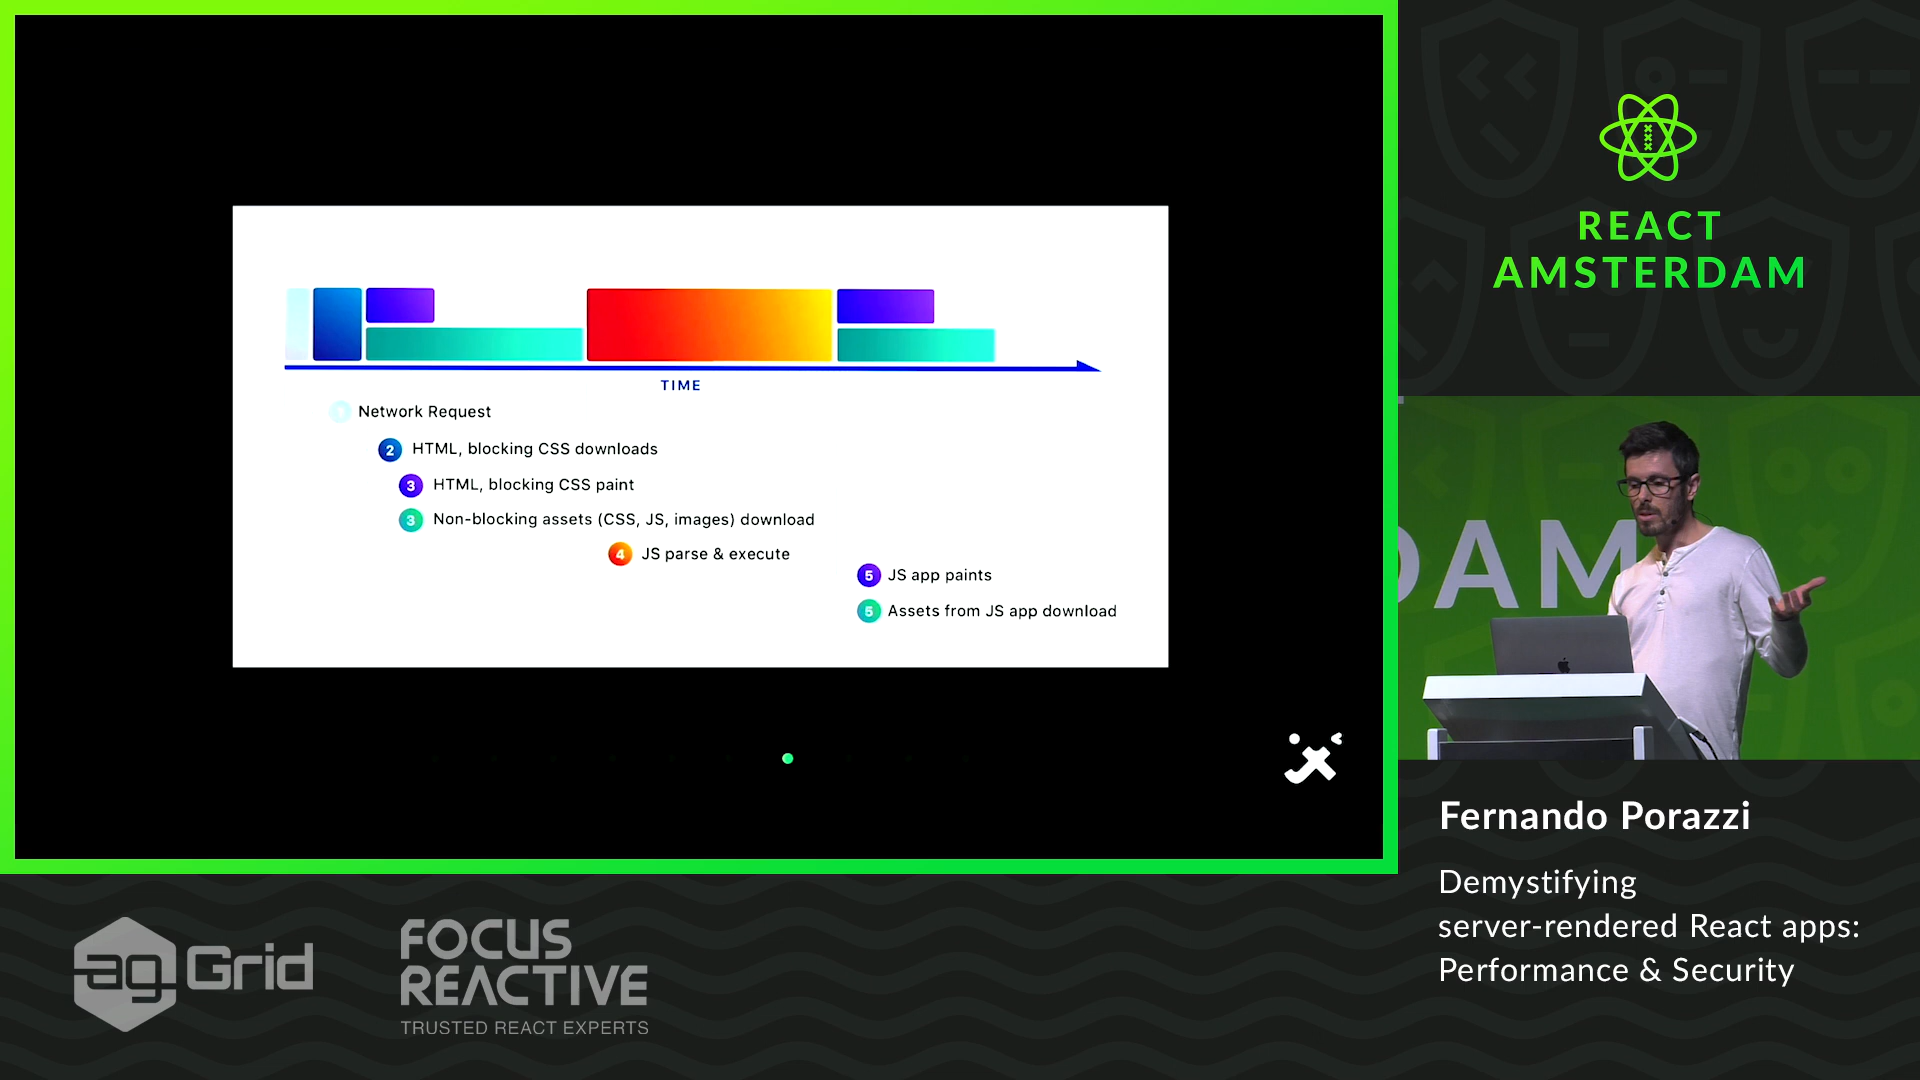 TIME
1 Network Request
2 HTML, blocking CSS downloads
3 HTML, blocking CSS paint
3 Non-blocking assets (CSS, JS, images) download
4 JS parse & execute
5 JS app paints
5 Assets from JS app download
REACT
AMSTERDAM
DAM
Fernando Porazzi
Demystifying
server-rendered React apps:
Performance & Security
ag Grid
FOCUS
REACTIVE
TRUSTED REACT EXPERTS